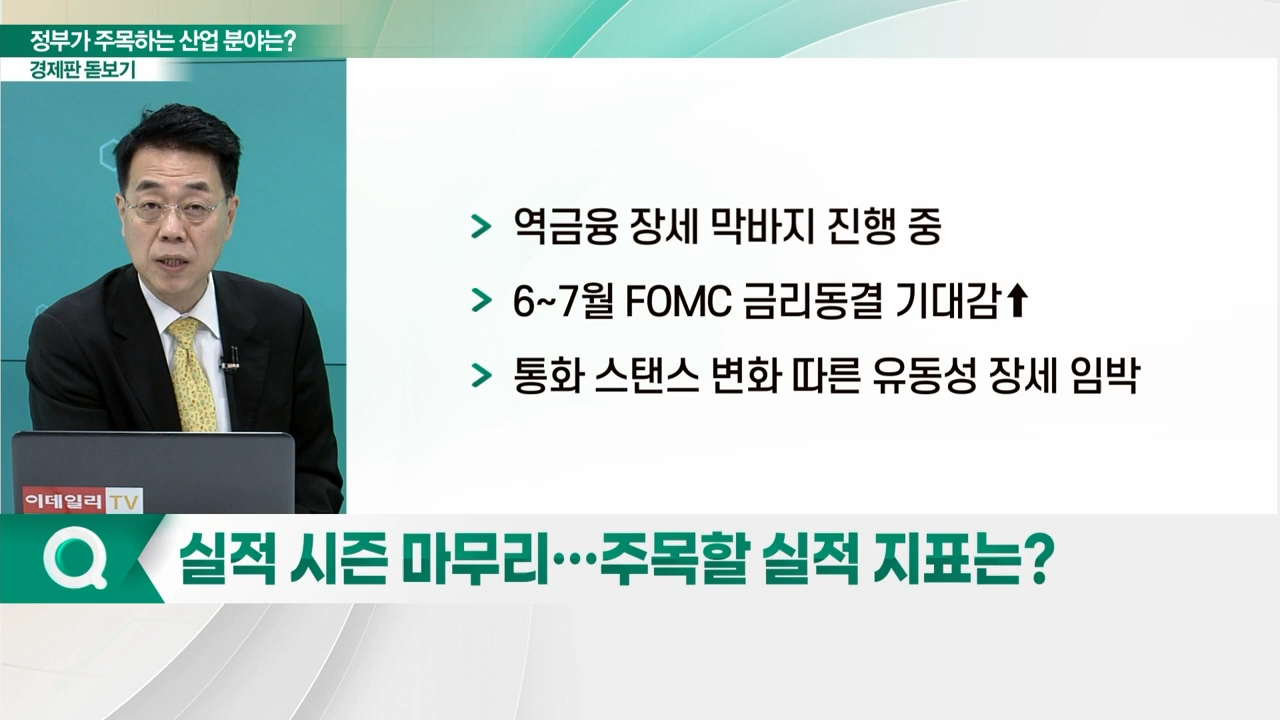 정부가 주목하는 산업 분야는?
경제판 돋보기
> 역금융 장세 막바지 진행 중
> 6~7월 FOMC 금리동결 기대감⬆
> 통화 스탠스 변화 따른 유동성 장세 임박
이데일리 TV
Q 실적 시즌 마무리…주목할 실적 지표는?